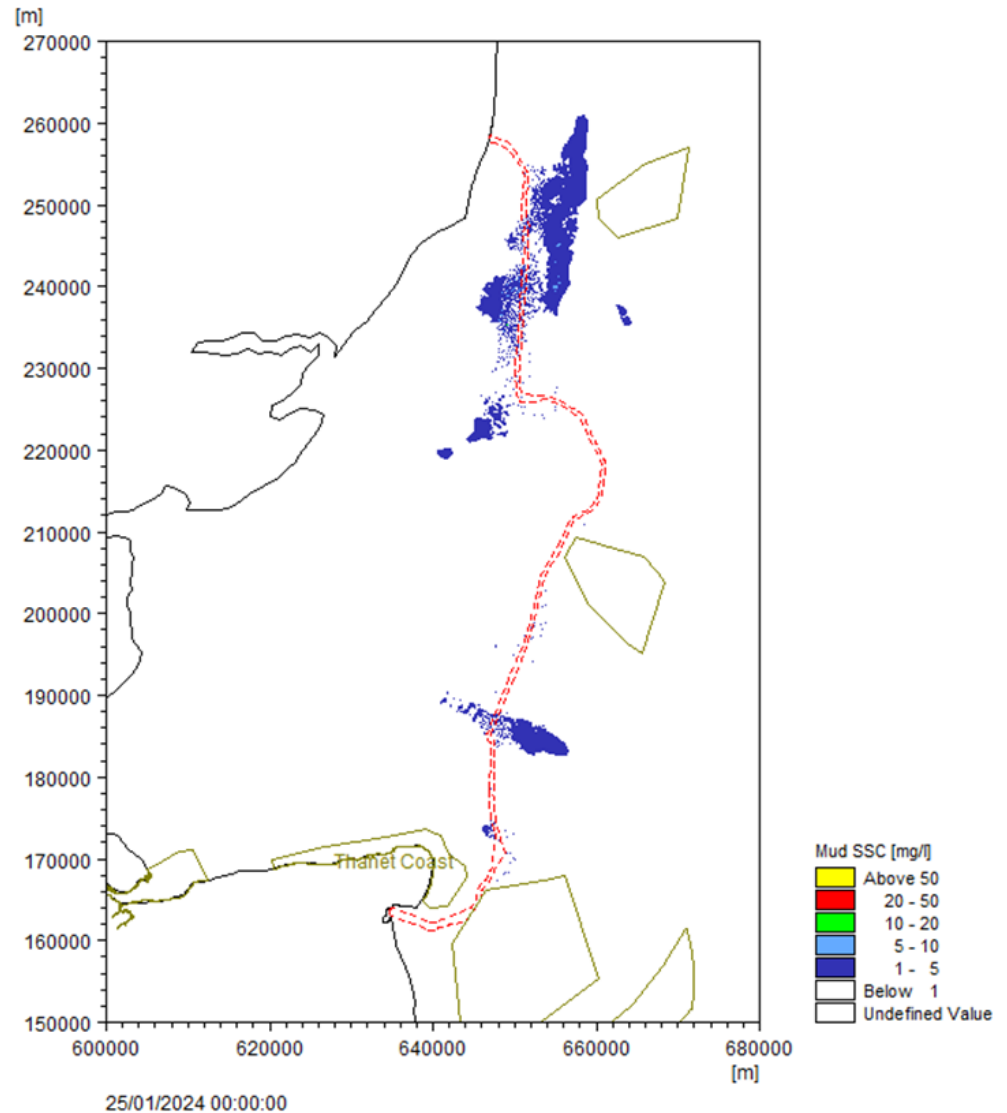 [m]
270000
260000
250000
240000
230000
220000
210000
200000
190000
180000
170000
160000
150000
Thanet Coast
600000 620000 640000 660000 680000
[m]
25/01/2024 00:00:00
Mud SSC [mg/l]
Above 50
20 - 50
10 - 20
5 - 10
1 - 5
Below 1
Undefined Value